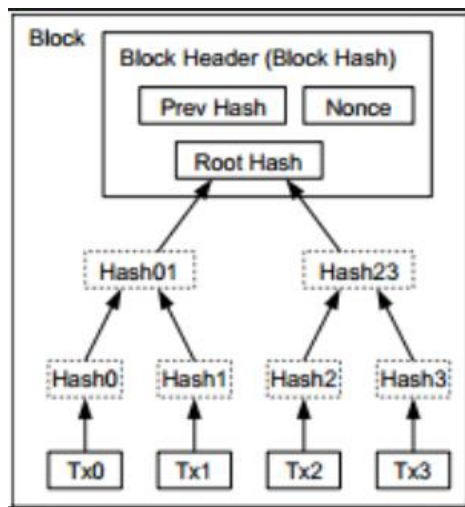 Block
Block Header (Block Hash)
Prev Hash Nonce
Root Hash
Hash01 Hash23
Hash0 Hash1 Hash2 Hash3
Tx0 Tx1 Tx2 Tx3